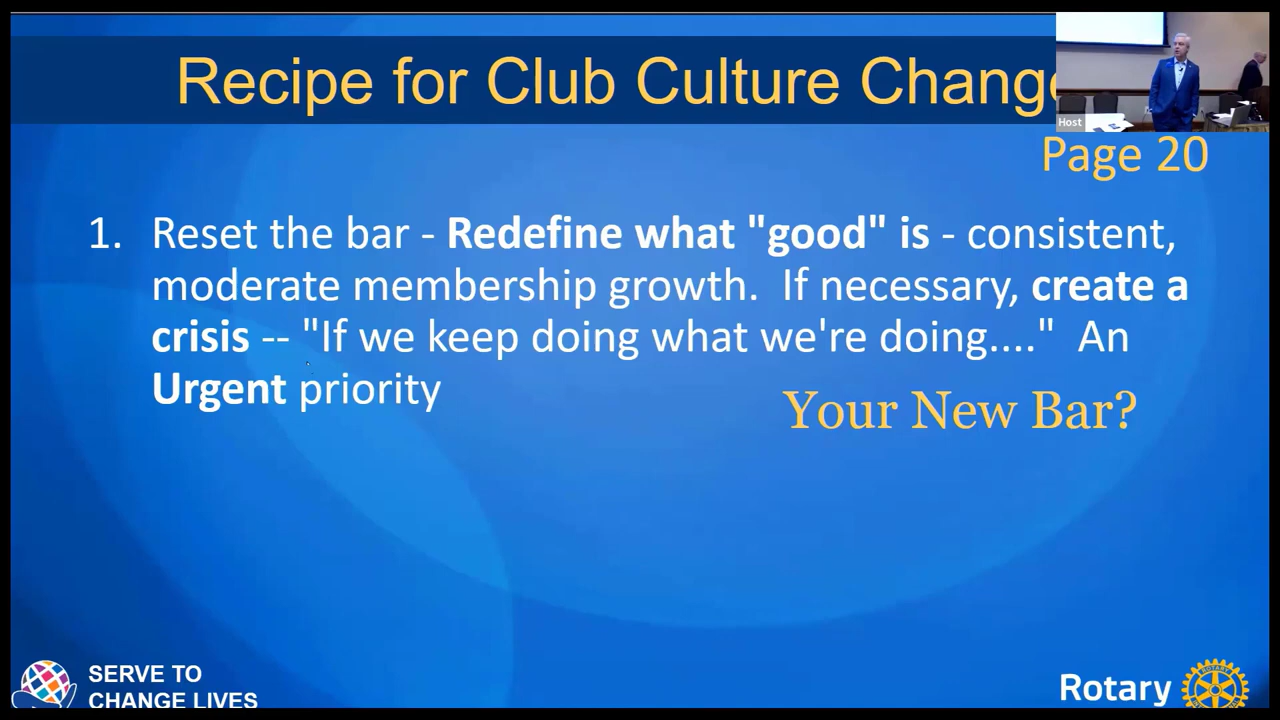 Recipe for Club Culture Change
Host
Page 20
1. Reset the bar - Redefine what "good" is - consistent,
moderate membership growth. If necessary, create a
crisis -- "If we keep doing what we're doing...." An
Urgent priority
Your New Bar?
SERVE TO
CHANGE LIVES
Rotary